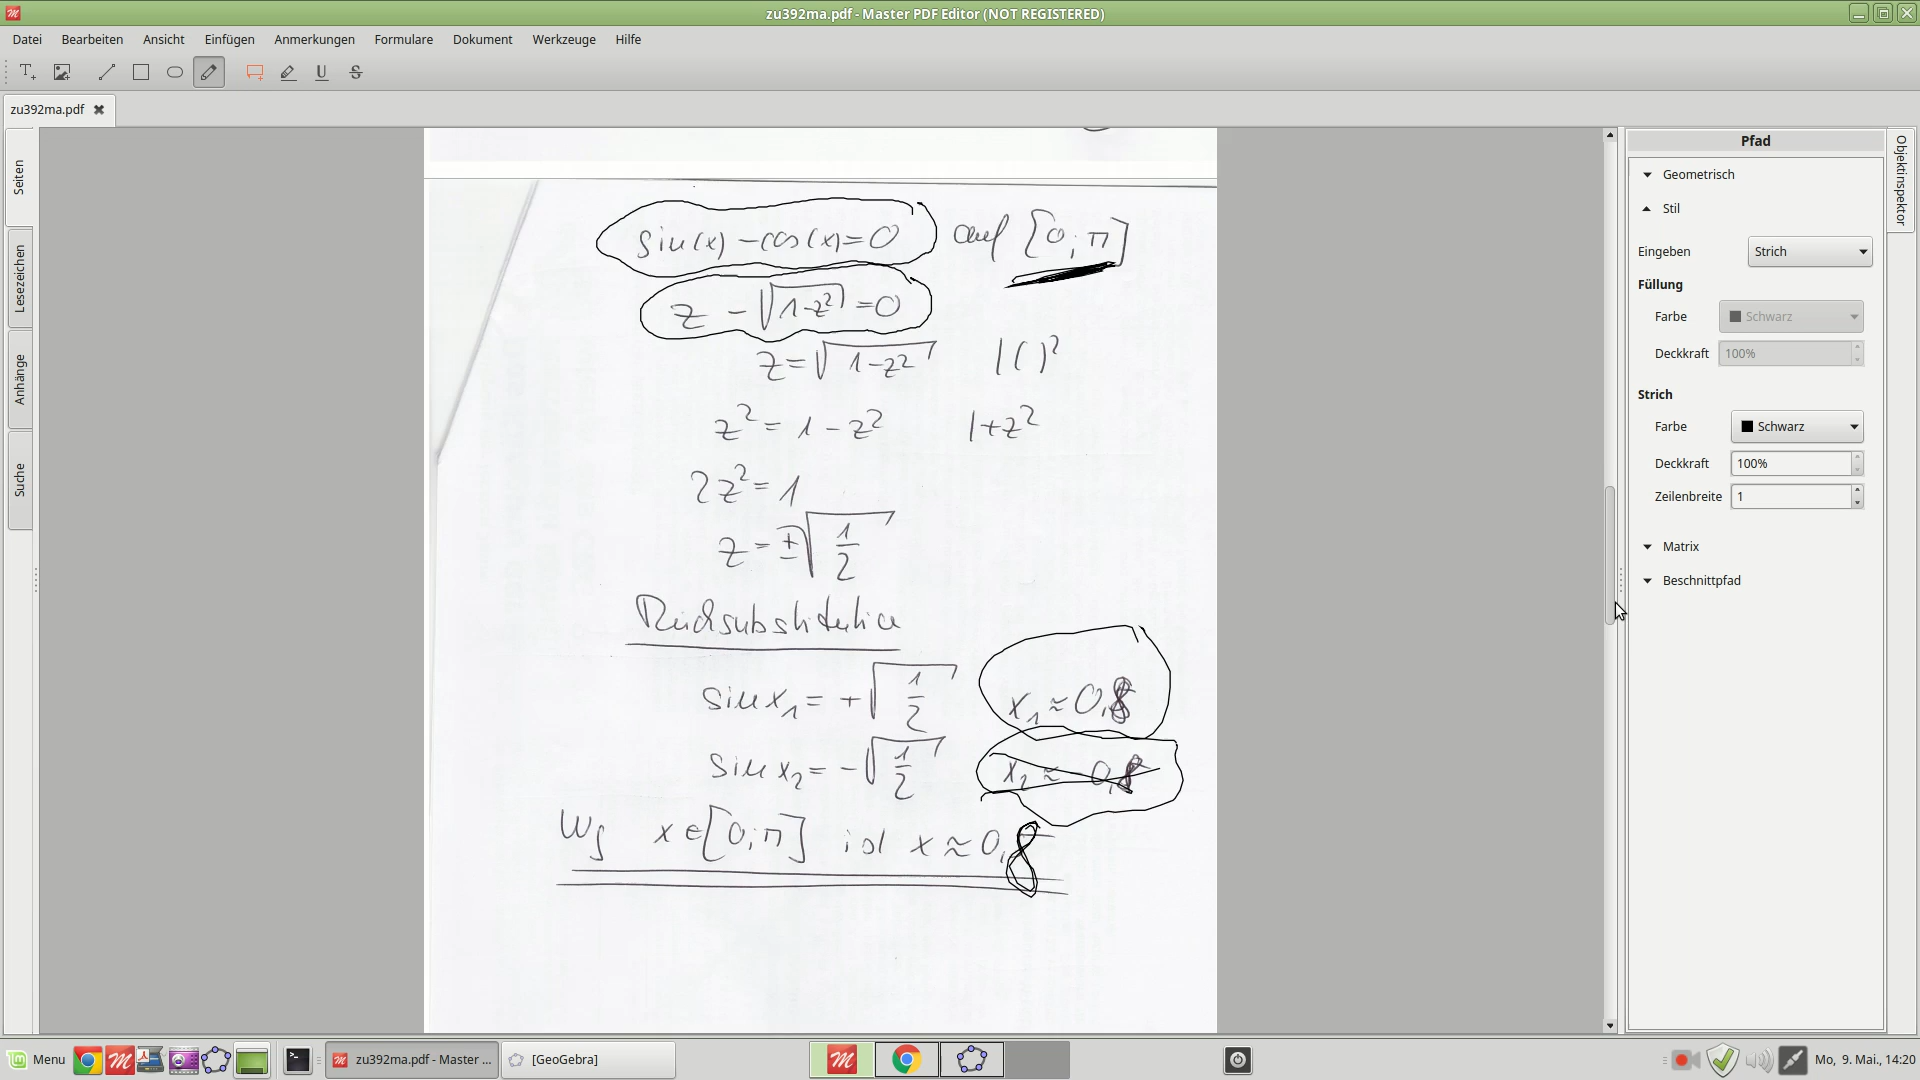 zu392ma.pdf - Master PDF Editor (NOT REGISTERED)
Datei Bearbeiten Ansicht Einfügen Anmerkungen Formulare Dokument Werkzeuge Hilfe
zu392ma.pdf
Seiten
Lesezeichen
Anhänge
Suche
sin(x) - cos(x) = 0 auf [0; π]
z - √(1-z²) = 0
z = √(1-z²) |( )²
z² = 1 - z² |+z²
2z² = 1
z = ±√(1/2)
Rücksubstitution
sin x₁ = +√(1/2) x₁ ≈ 0,8
sin x₂ = -√(1/2) x₂ ≈ -0,8
Wg x ∈ [0; π] ist x ≈ 0,8
Pfad
Geometrisch
Stil
Eingeben Strich
Füllung
Farbe Schwarz
Deckkraft 100%
Strich
Farbe Schwarz
Deckkraft 100%
Zeilenbreite 1
Matrix
Beschnittpfad
Objektinspektor
Menu zu392ma.pdf - Master ... [GeoGebra] Mo, 9. Mai., 14:20